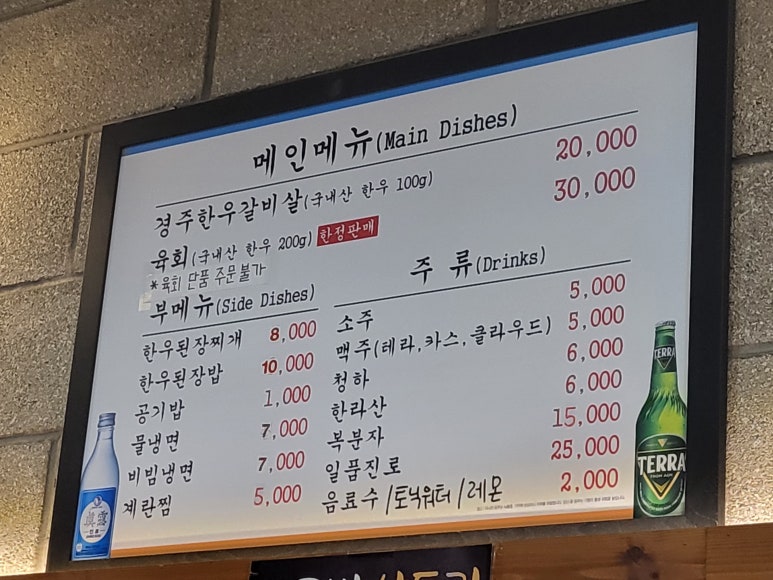 메인메뉴(Main Dishes)
경주한우갈비살(국내산 한우 100g) 20,000
육회(국내산 한우 200g) 한정판매 30,000
*육회 단품 주문불가
부메뉴(Side Dishes)
한우된장찌개 8,000
한우된장밥 10,000
공기밥 1,000
물냉면 7,000
비빔냉면 7,000
계란찜 5,000
주 류(Drinks)
소주 5,000
맥주(테라,카스,클라우드) 5,000
청하 6,000
한라산 6,000
복분자 15,000
일품진로 25,000
음료수 /토닉워터 /레몬 2,000
TERRA
TERRA